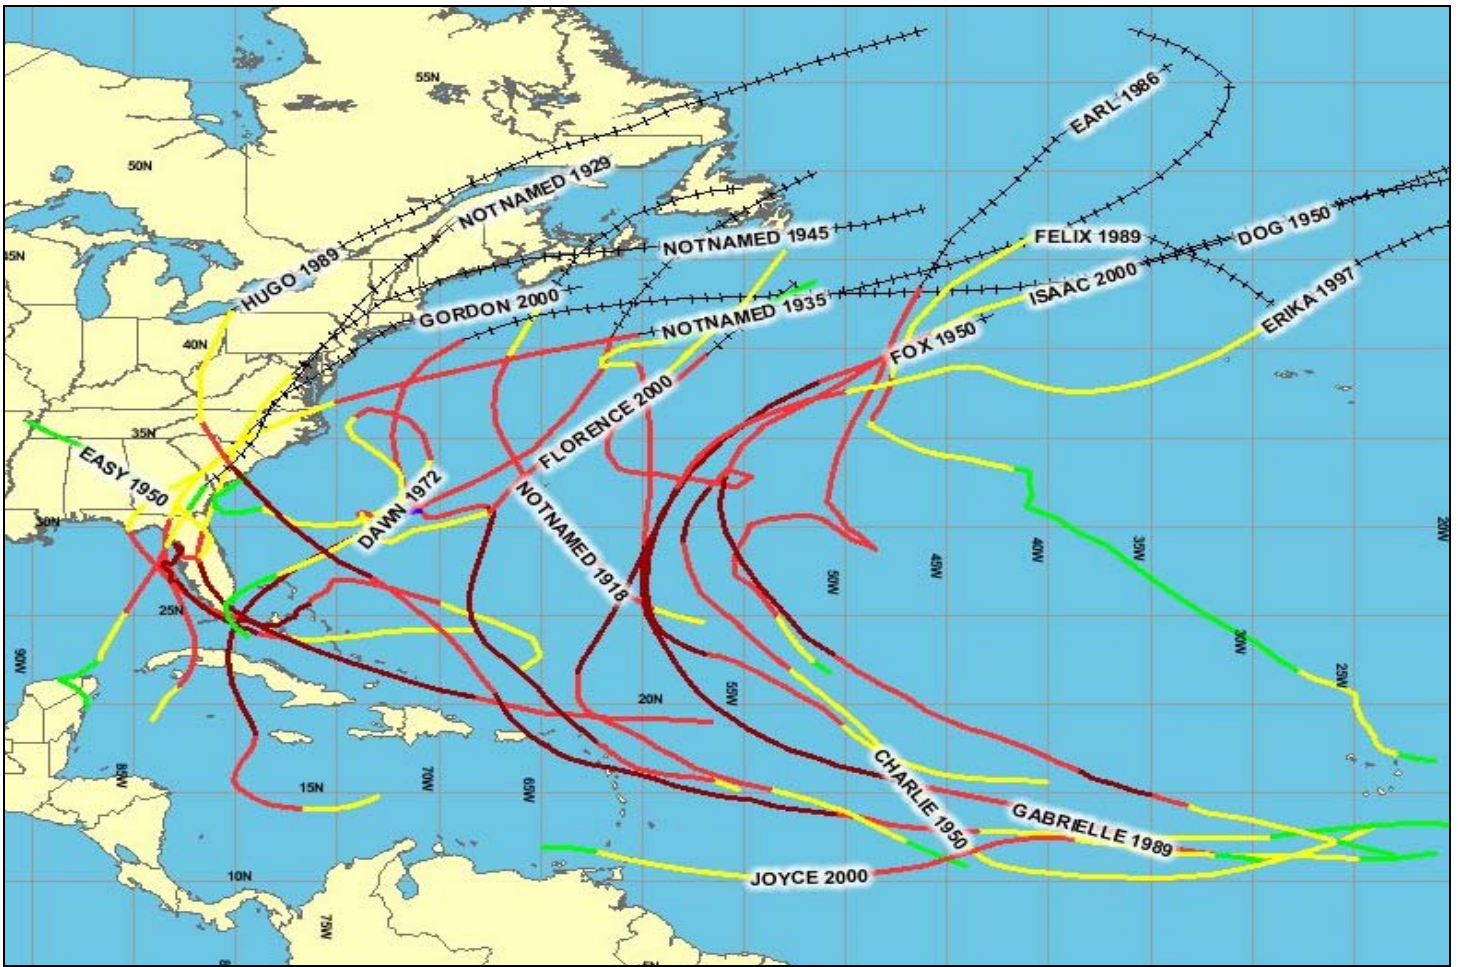 55N
EARL 1986
50N
NOTNAMED 1929
DOG 1950
FELIX 1989
NOTNAMED 1945
45N
HUGO 1989
ISAAC 2000
ERIKA 1997
GORDON 2000
NOTNAMED 1935
40N
FOX 1950
FLORENCE 2000
35N
EASY 1950
DAWN 1972
30N
NOTNAMED 1918
20W
35W
40W
45W
50W
25N
30W
90W
25W
20N
55W
85W
70W
65W
15N
CHARLIE 1950
GABRIELLE 1989
10N
JOYCE 2000
75W
5N